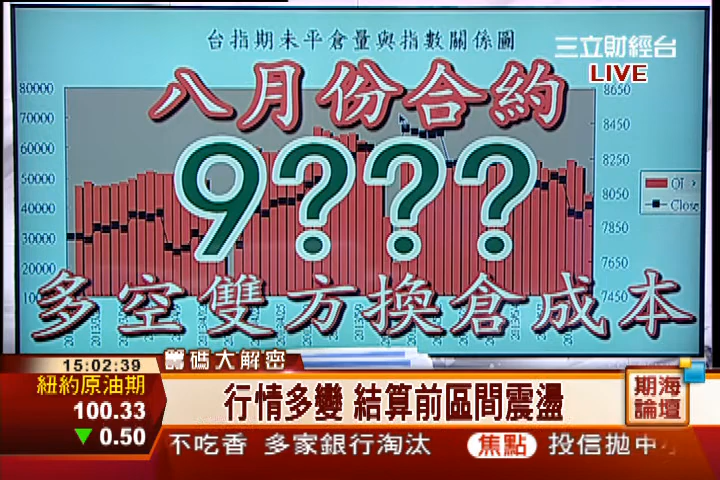 台指期未平倉量與指數關係圖
三立財經台
LIVE
八月份合約
9???
多空雙方換倉成本
80000
70000
60000
50000
40000
30000
20000
8650
8450
8250
8050
7850
7650
7450
OI
Close
15:02:39
碼大解密
紐約原油期
100.33
▼0.50
行情多變 結算前區間震盪
期海論壇
不吃香 多家銀行淘汰 焦點 投信拋中